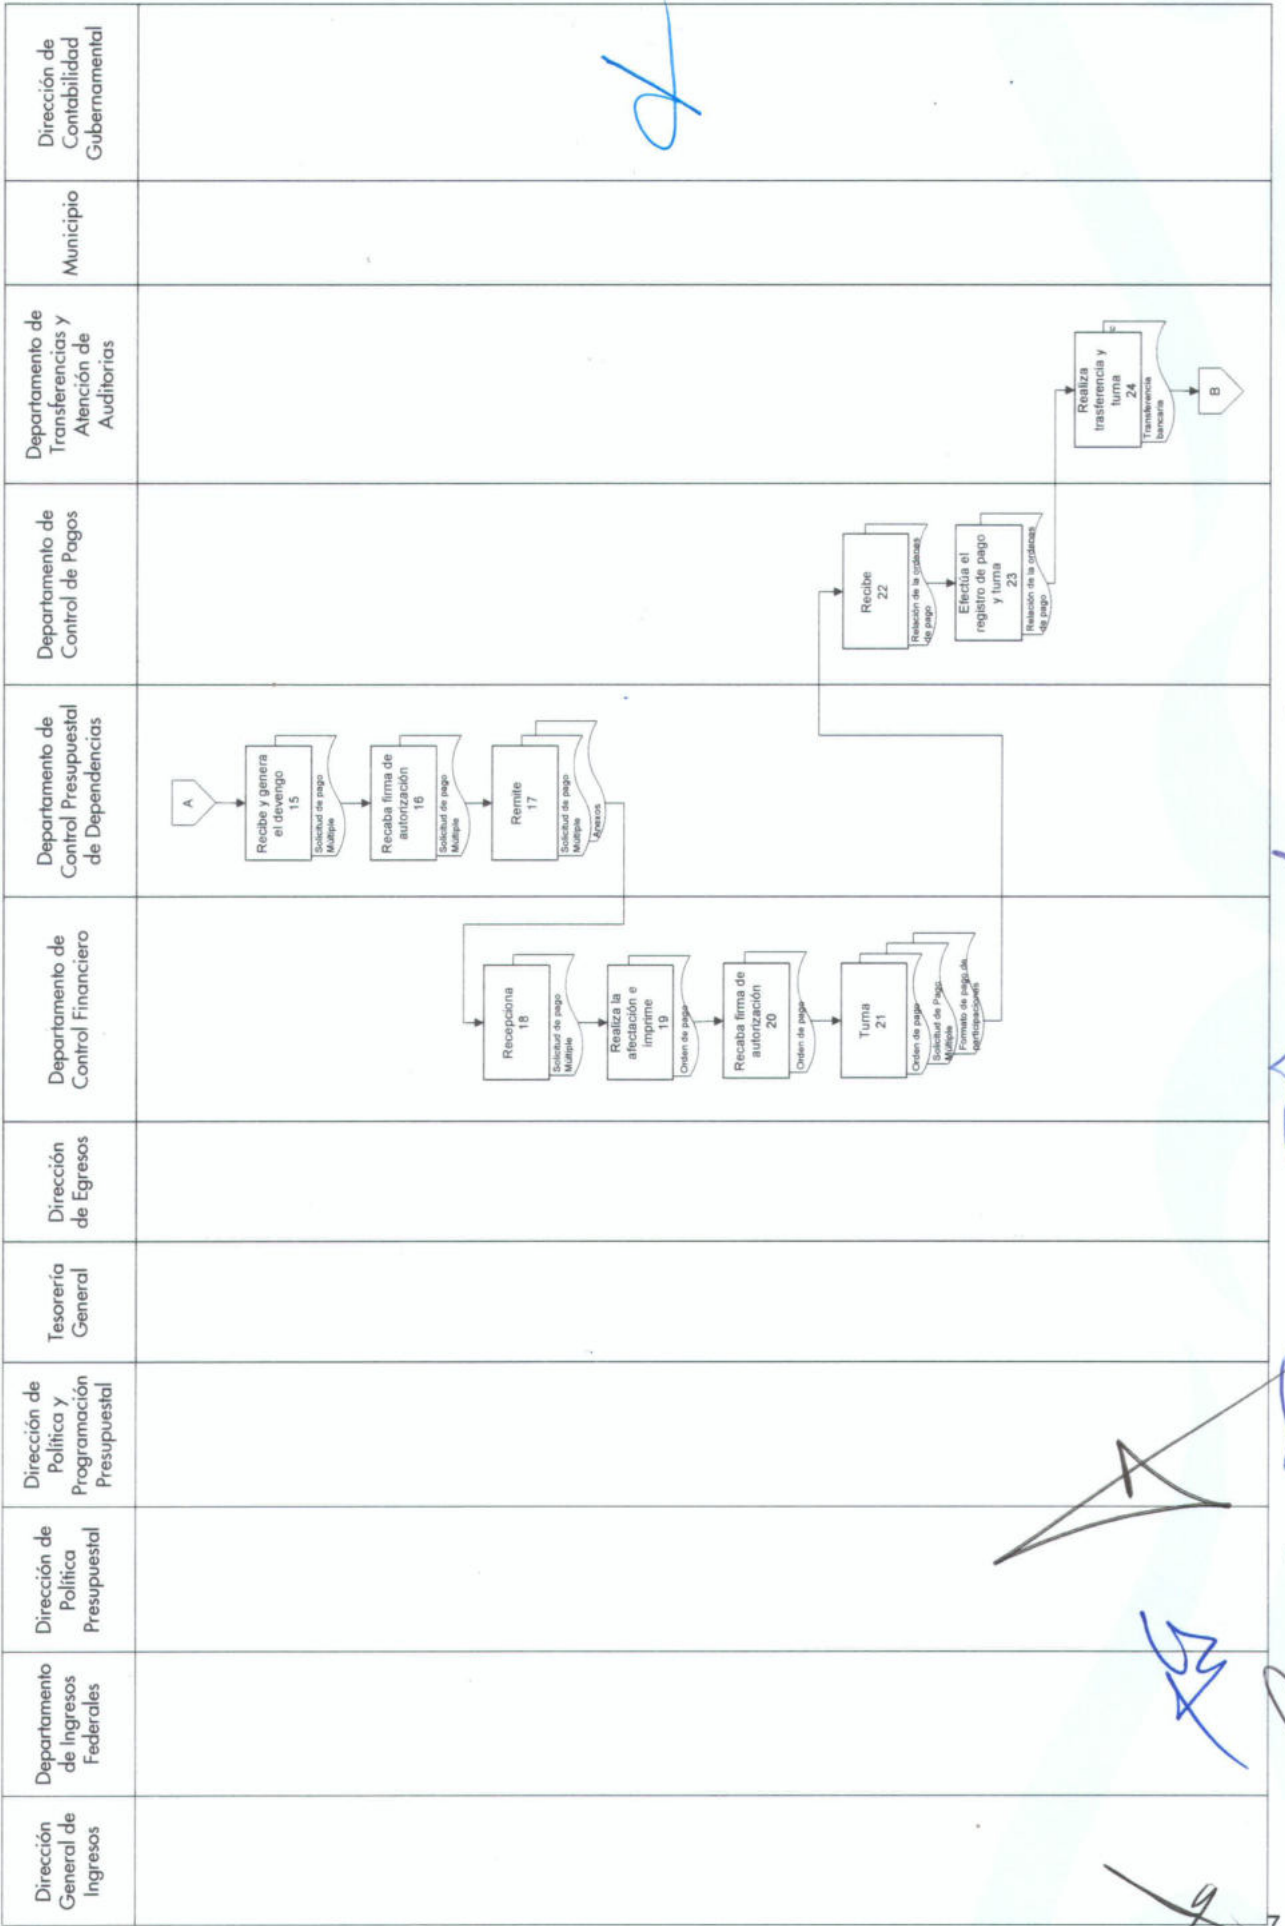 Dirección
General de
Ingresos
Departamento
de Ingresos
Federales
Dirección de
Política
Presupuestal
Dirección de
Política y
Programación
Presupuestal
Tesorería
General
Dirección
de Egresos
Departamento de
Control Financiero
Departamento de
Control Presupuestal
de Dependencias
Departamento de
Control de Pagos
Departamento de
Transferencias y
Atención de
Auditorias
Municipio
Dirección de
Contabilidad
Gubernamental
A
Recibe y genera
el devengo
15
Solicitud de pago
Múltiple
Recaba firma de
autorización
16
Solicitud de pago
Múltiple
Remite
17
Solicitud de pago
Múltiple
Anexos
Recepciona
18
Solicitud de pago
Múltiple
Realiza la
afectación e
imprime
19
Orden de pago
Recaba firma de
autorización
20
Orden de pago
Turna
21
Orden de pago
Solicitud de Pago
Múltiple
Formato de pago de
participaciones
Recibe
22
Relación de la ordenes
de pago
Efectúa el
registro de pago
y turna
23
Relación de la ordenes
de pago
Realiza
trasferencia y
turna
24
Transferencia
bancaria
B